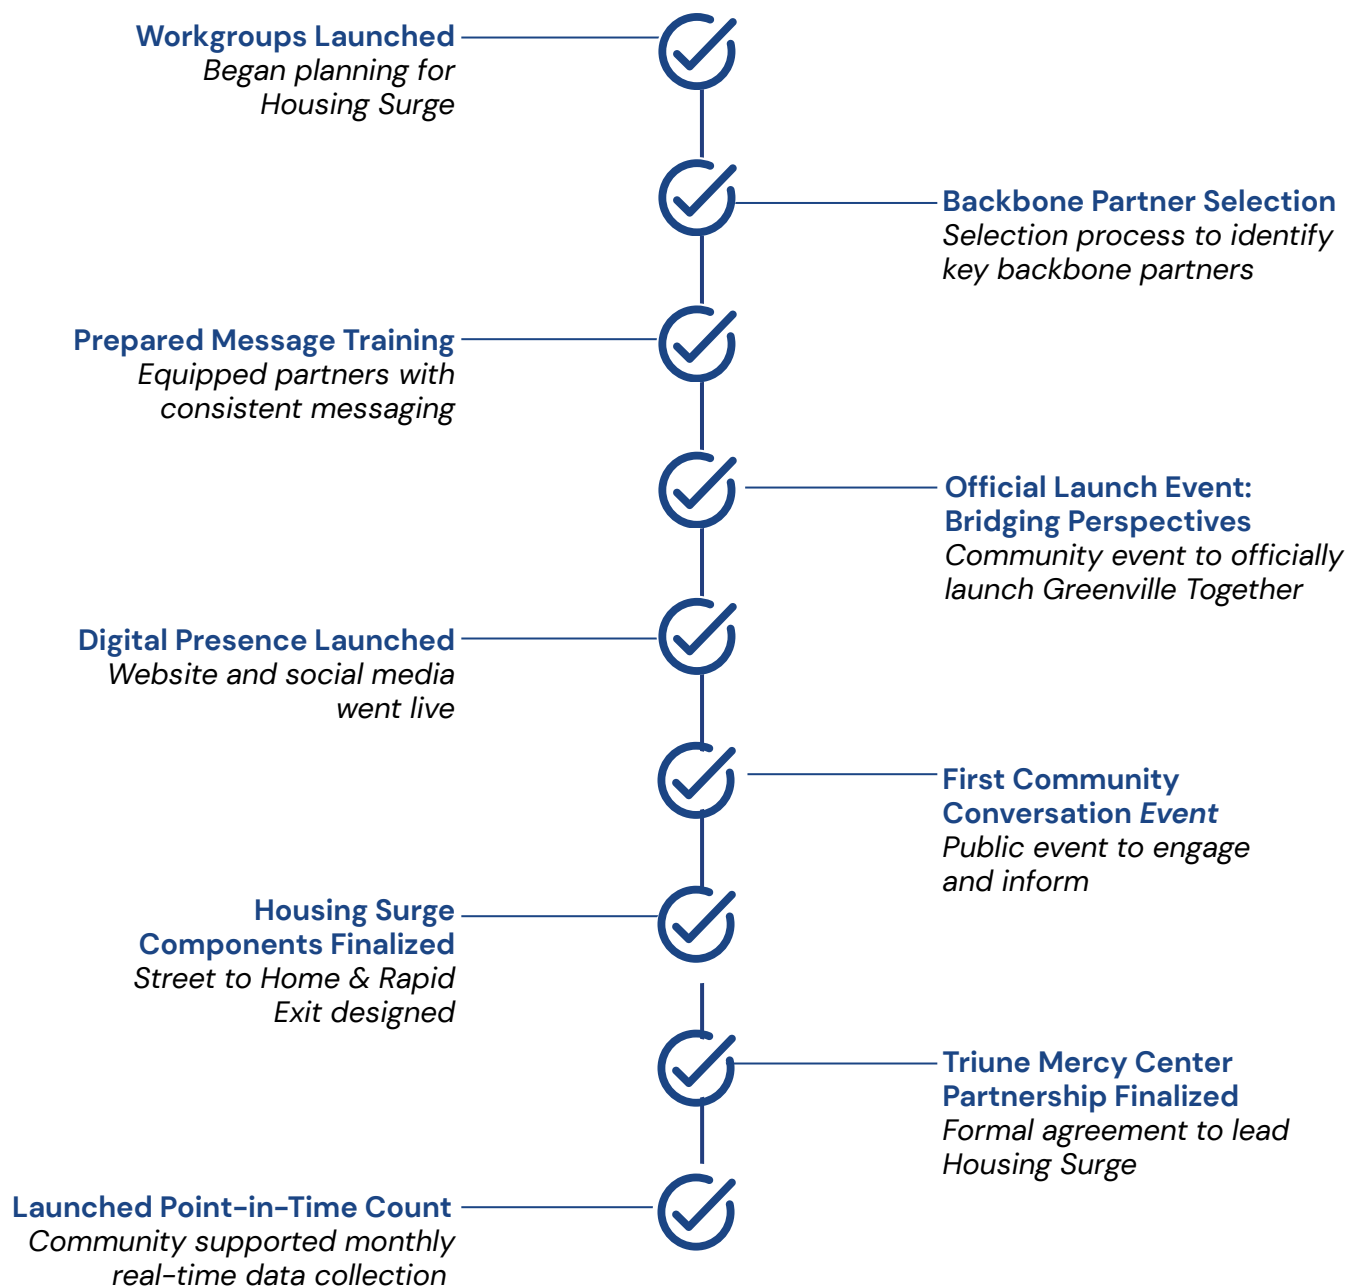 Workgroups Launched
Began planning for
Housing Surge
Backbone Partner Selection
Selection process to identify
key backbone partners
Prepared Message Training
Equipped partners with
consistent messaging
Official Launch Event:
Bridging Perspectives
Community event to officially
launch Greenville Together
Digital Presence Launched
Website and social media
went live
First Community
Conversation Event
Public event to engage
and inform
Housing Surge
Components Finalized
Street to Home & Rapid
Exit designed
Triune Mercy Center
Partnership Finalized
Formal agreement to lead
Housing Surge
Launched Point-in-Time Count
Community supported monthly
real-time data collection